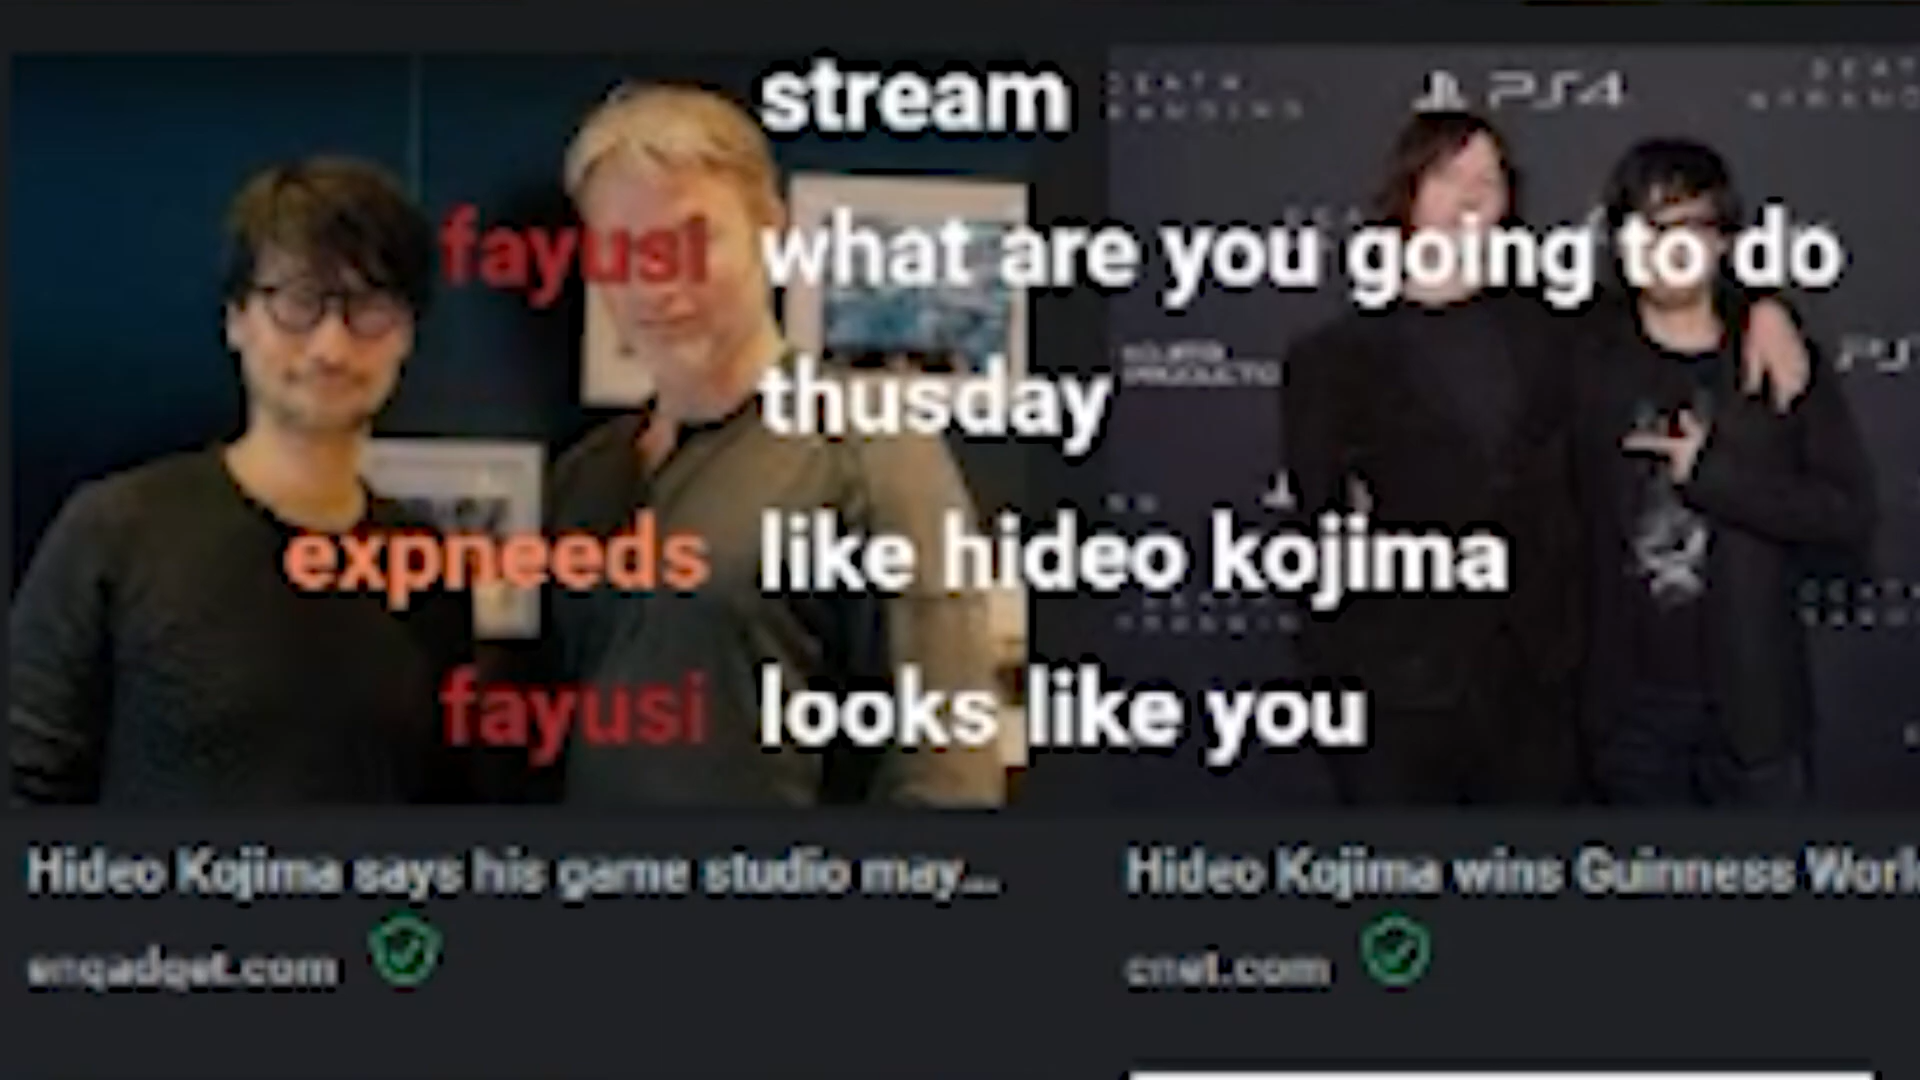 stream
DEATH
PS4
fayusi what are you going to do
thusday
expneeds like hideo kojima
fayusi looks like you
Hideo Kojima says his game studio may...
Hideo Kojima wins Guinness Worl
engadget.com
cnet.com